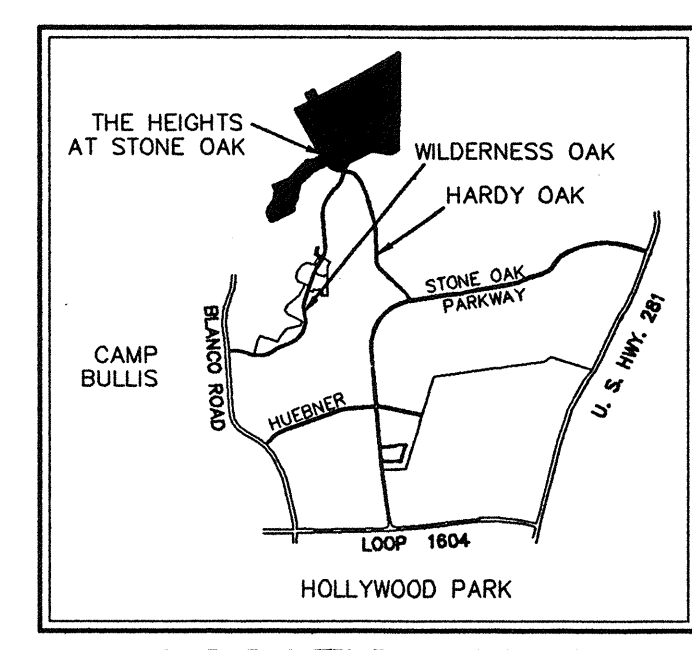 THE HEIGHTS
AT STONE OAK
WILDERNESS OAK
HARDY OAK
STONE OAK
PARKWAY
BLANCO ROAD
U. S. HWY. 281
CAMP
BULLIS
HUEBNER
LOOP 1604
HOLLYWOOD PARK